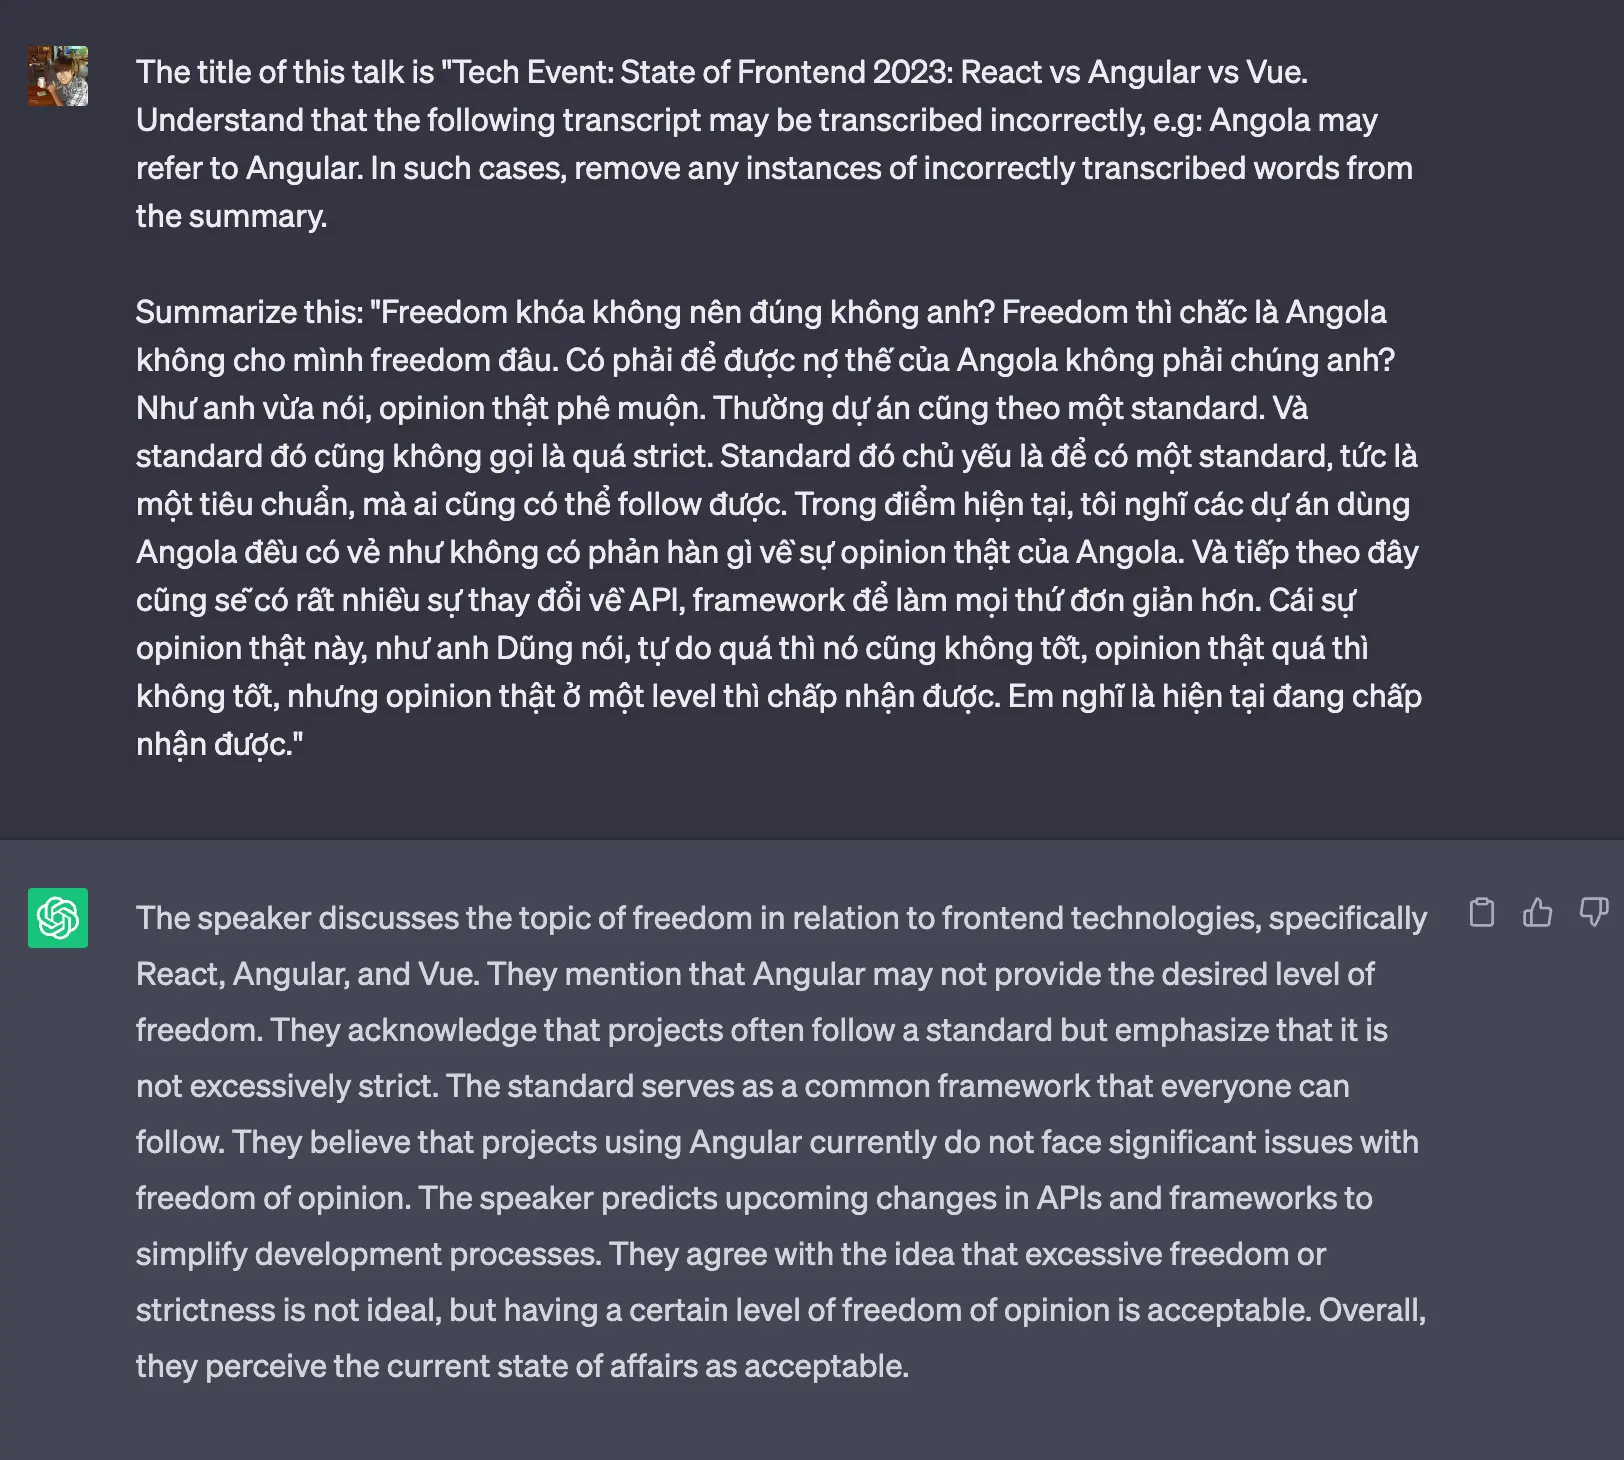 The title of this talk is "Tech Event: State of Frontend 2023: React vs Angular vs Vue.
Understand that the following transcript may be transcribed incorrectly, e.g: Angola may
refer to Angular. In such cases, remove any instances of incorrectly transcribed words from
the summary.
Summarize this: "Freedom khóa không nên đúng không anh? Freedom thì chắc là Angola
không cho mình freedom đâu. Có phải để được nợ thế của Angola không phải chúng anh?
Như anh vừa nói, opinion thật phê muộn. Thường dự án cũng theo một standard. Và
standard đó cũng không gọi là quá strict. Standard đó chủ yếu là để có một standard, tức là
một tiêu chuẩn, mà ai cũng có thể follow được. Trong điểm hiện tại, tôi nghĩ các dự án dùng
Angola đều có vẻ như không có phản hàn gì về sự opinion thật của Angola. Và tiếp theo đây
cũng sẽ có rất nhiều sự thay đổi về API, framework để làm mọi thứ đơn giản hơn. Cái sự
opinion thật này, như anh Dũng nói, tự do quá thì nó cũng không tốt, opinion thật quá thì
không tốt, nhưng opinion thật ở một level thì chấp nhận được. Em nghĩ là hiện tại đang chấp
nhận được."
The speaker discusses the topic of freedom in relation to frontend technologies, specifically
React, Angular, and Vue. They mention that Angular may not provide the desired level of
freedom. They acknowledge that projects often follow a standard but emphasize that it is
not excessively strict. The standard serves as a common framework that everyone can
follow. They believe that projects using Angular currently do not face significant issues with
freedom of opinion. The speaker predicts upcoming changes in APIs and frameworks to
simplify development processes. They agree with the idea that excessive freedom or
strictness is not ideal, but having a certain level of freedom of opinion is acceptable. Overall,
they perceive the current state of affairs as acceptable.